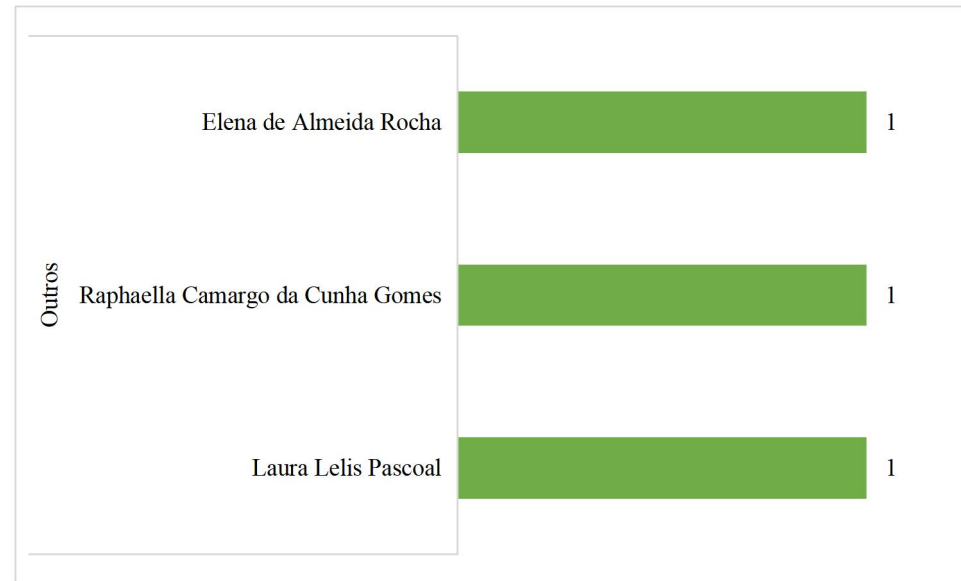 Outros
Elena de Almeida Rocha 1
Raphaella Camargo da Cunha Gomes 1
Laura Lelis Pascoal 1